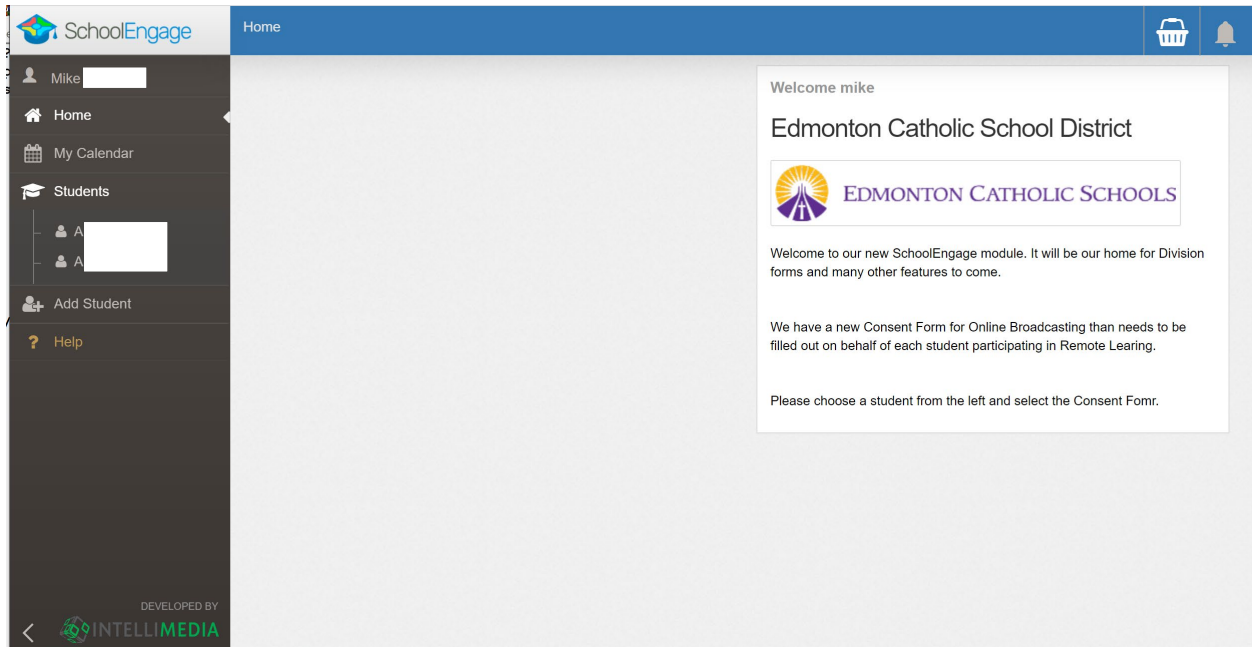 SchoolEngage
Home
Mike
Home
My Calendar
Students
A
A
Add Student
? Help
DEVELOPED BY
INTELLIMEDIA
Welcome mike
Edmonton Catholic School District
EDMONTON CATHOLIC SCHOOLS
Welcome to our new SchoolEngage module. It will be our home for Division
forms and many other features to come.
We have a new Consent Form for Online Broadcasting than needs to be
filled out on behalf of each student participating in Remote Learing.
Please choose a student from the left and select the Consent Fomr.